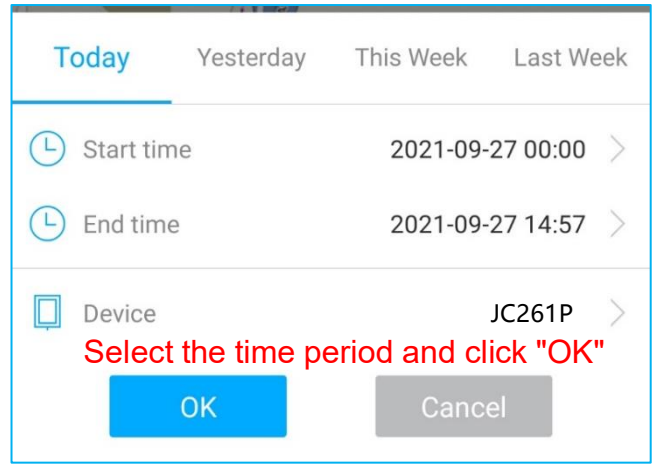 Today Yesterday This Week Last Week
Start time 2021-09-27 00:00
End time 2021-09-27 14:57
Device JC261P
Select the time period and click "OK"
OK Cancel